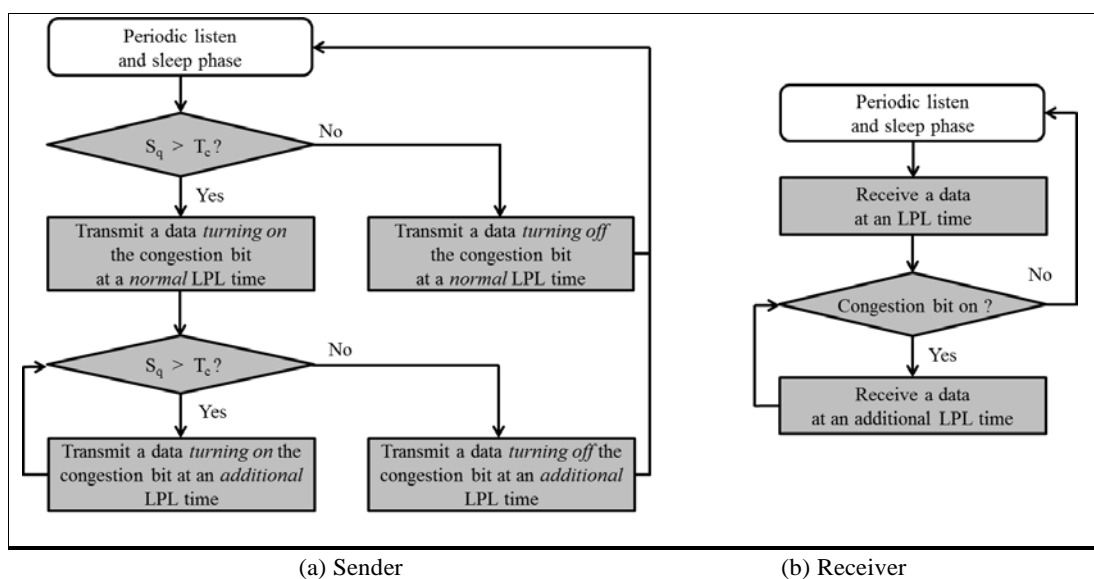 Periodic listen
and sleep phase
S_q > T_c ?
No
Yes
Transmit a data turning on
the congestion bit
at a normal LPL time
Transmit a data turning off
the congestion bit
at a normal LPL time
S_q > T_c ?
No
Yes
Transmit a data turning on the
congestion bit at an additional
LPL time
Transmit a data turning off the
congestion bit at an additional
LPL time
Periodic listen
and sleep phase
Receive a data
at an LPL time
No
Congestion bit on ?
Yes
Receive a data
at an additional LPL time
(a) Sender
(b) Receiver